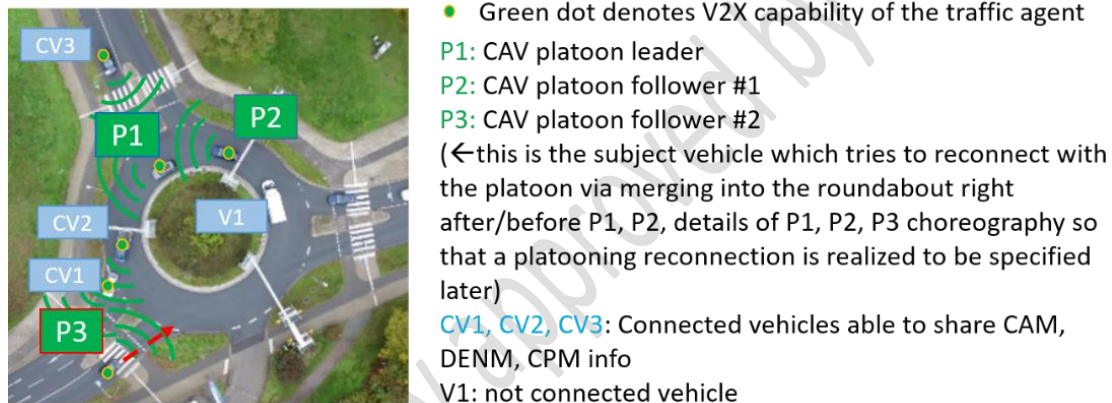 CV3
P1
P2
CV2
V1
CV1
P3
• Green dot denotes V2X capability of the traffic agent
P1: CAV platoon leader
P2: CAV platoon follower #1
P3: CAV platoon follower #2
(←this is the subject vehicle which tries to reconnect with
the platoon via merging into the roundabout right
after/before P1, P2, details of P1, P2, P3 choreography so
that a platooning reconnection is realized to be specified
later)
CV1, CV2, CV3: Connected vehicles able to share CAM,
DENM, CPM info
V1: not connected vehicle
approved by